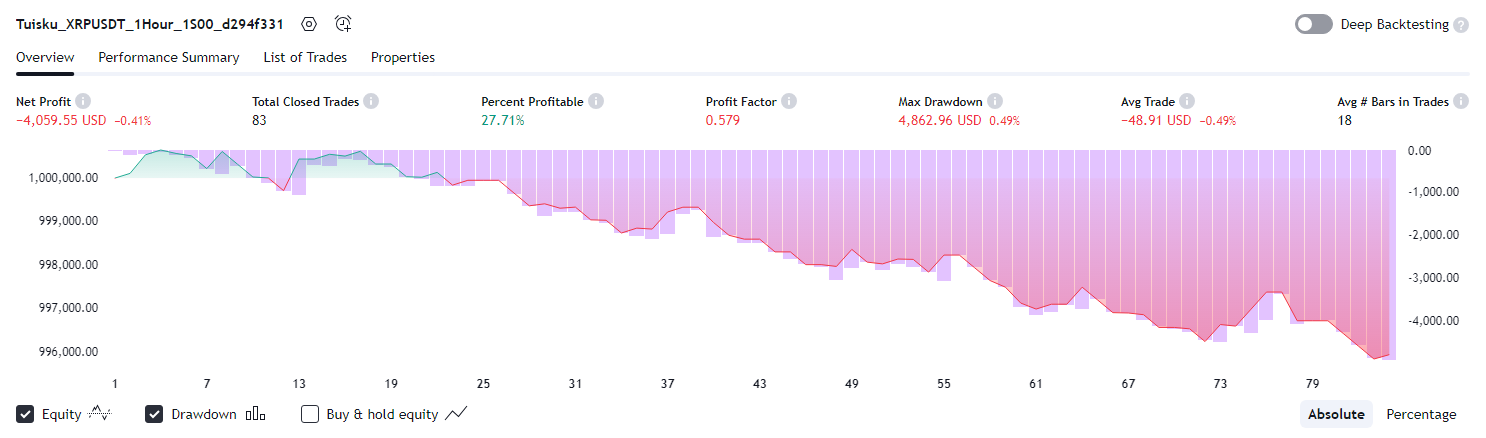 Tuisku_XRPUSDT_1Hour_1S00_d294f331 Deep Backtesting
Overview Performance Summary List of Trades Properties
Net Profit Total Closed Trades Percent Profitable Profit Factor Max Drawdown Avg Trade Avg # Bars in Trades
−4,059.55 USD −0.41% 83 27.71% 0.579 4,862.96 USD 0.49% −48.91 USD −0.49% 18
0.00
1,000,000.00
-1,000.00
999,000.00
-2,000.00
998,000.00
-3,000.00
997,000.00
-4,000.00
996,000.00
1 7 13 19 25 31 37 43 49 55 61 67 73 79
Equity Drawdown Buy & hold equity Absolute Percentage